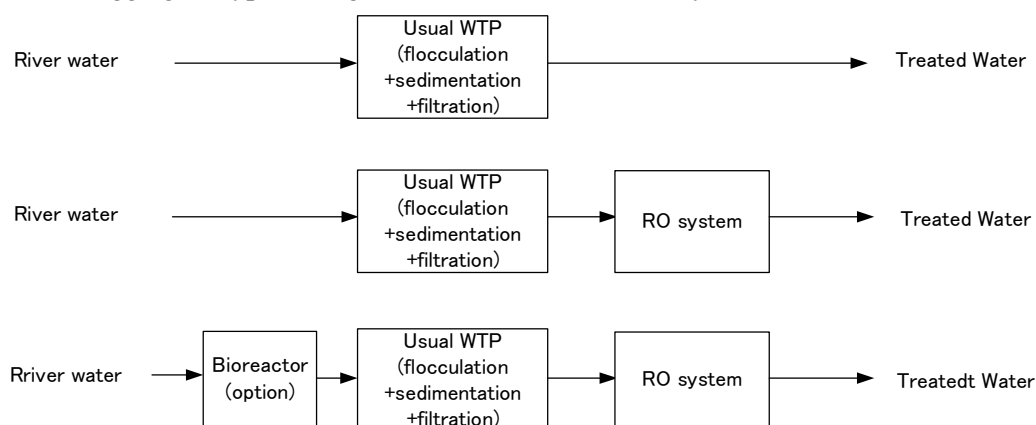 River water
Usual WTP
(flocculation
+sedimentation
+filtration)
Treated Water
River water
Usual WTP
(flocculation
+sedimentation
+filtration)
RO system
Treated Water
Rriver water
Bioreactor
(option)
Usual WTP
(flocculation
+sedimentation
+filtration)
RO system
Treatedt Water